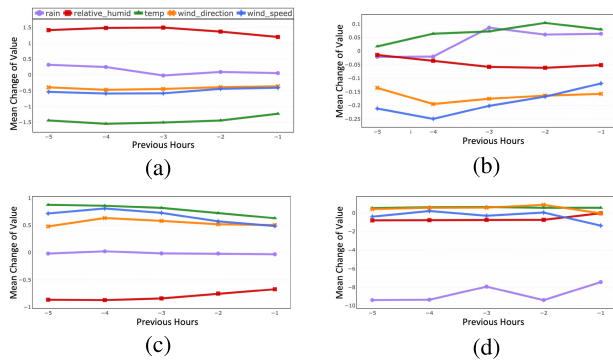 rain relative_humid temp wind_direction wind_speed
Mean Change of Value
1.5
1
0.5
0
−0.5
−1
−1.5
−5 −4 −3 −2 −1
Previous Hours
(a)
Mean Change of Value
0.1
0.05
0
−0.05
−0.1
−0.15
−0.2
−0.25
−5 −4 −3 −2 −1
Previous Hours
(b)
Mean Change of Value
1
0.5
0
−0.5
−1
−5 −4 −3 −2 −1
Previous Hours
(c)
Mean Change of Value
0
−2
−4
−6
−8
−10
−5 −4 −3 −2 −1
Previous Hours
(d)